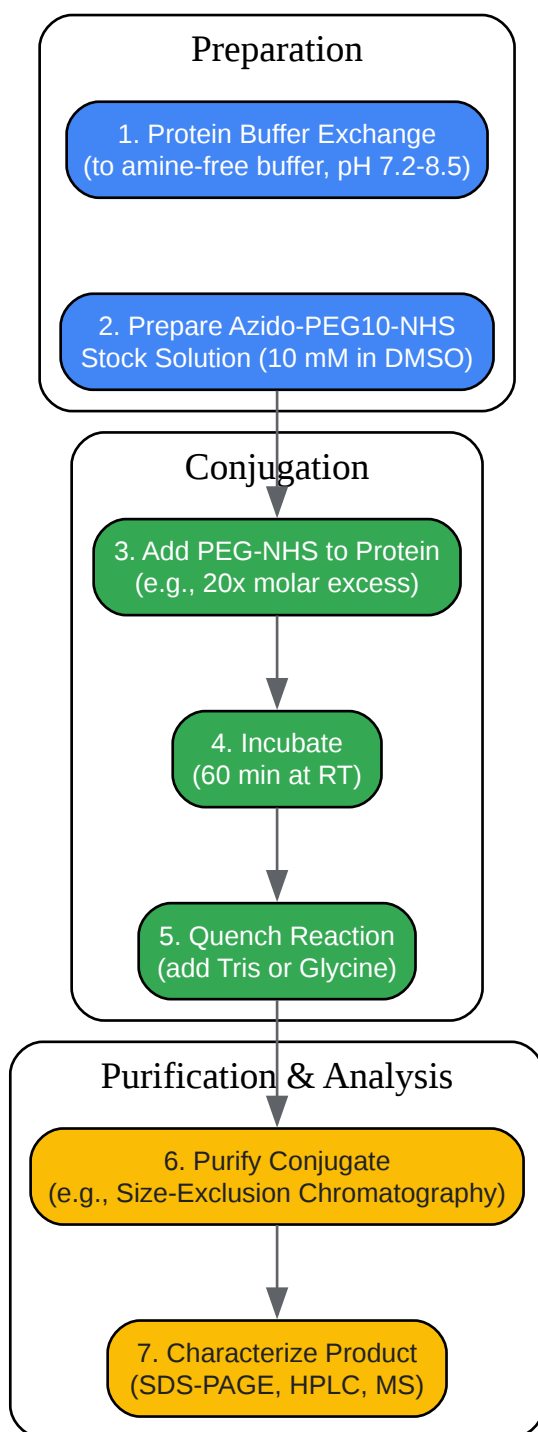 Preparation
1. Protein Buffer Exchange
(to amine-free buffer, pH 7.2-8.5)
2. Prepare Azido-PEG10-NHS
Stock Solution (10 mM in DMSO)
Conjugation
3. Add PEG-NHS to Protein
(e.g., 20x molar excess)
4. Incubate
(60 min at RT)
5. Quench Reaction
(add Tris or Glycine)
Purification & Analysis
6. Purify Conjugate
(e.g., Size-Exclusion Chromatography)
7. Characterize Product
(SDS-PAGE, HPLC, MS)